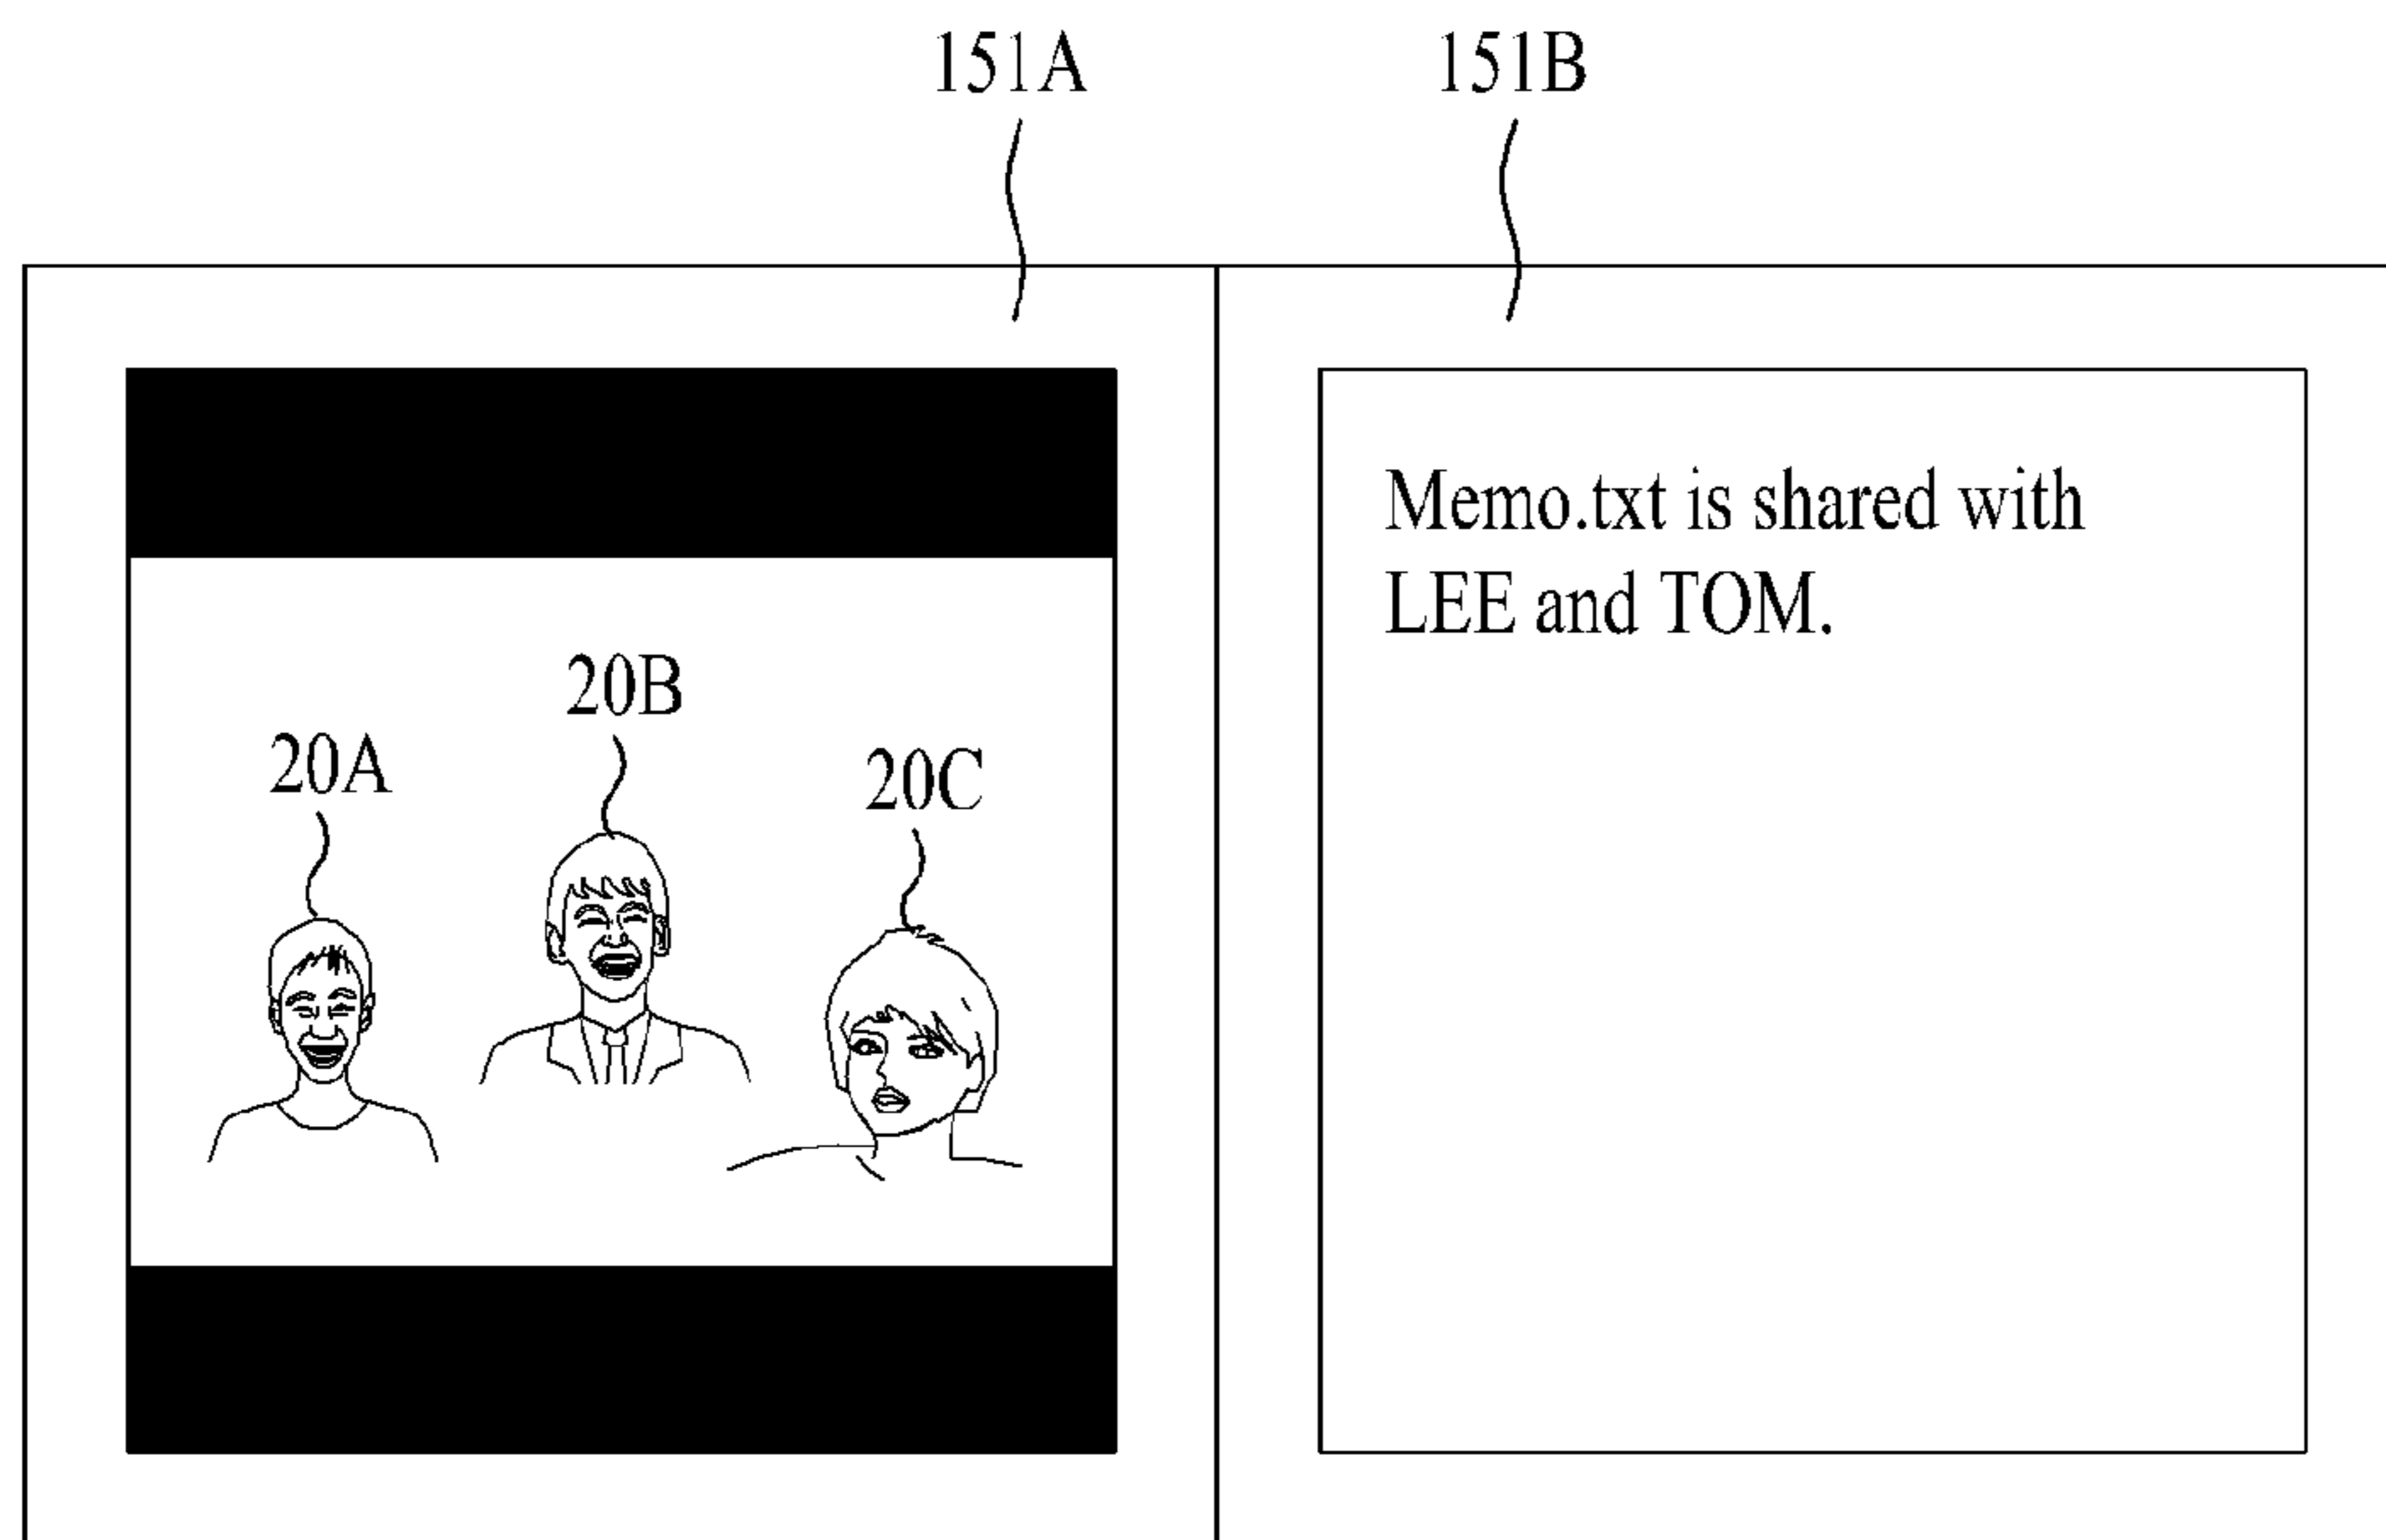 151A 151B
Memo.txt is shared with
LEE and TOM.
20B
20A
20C